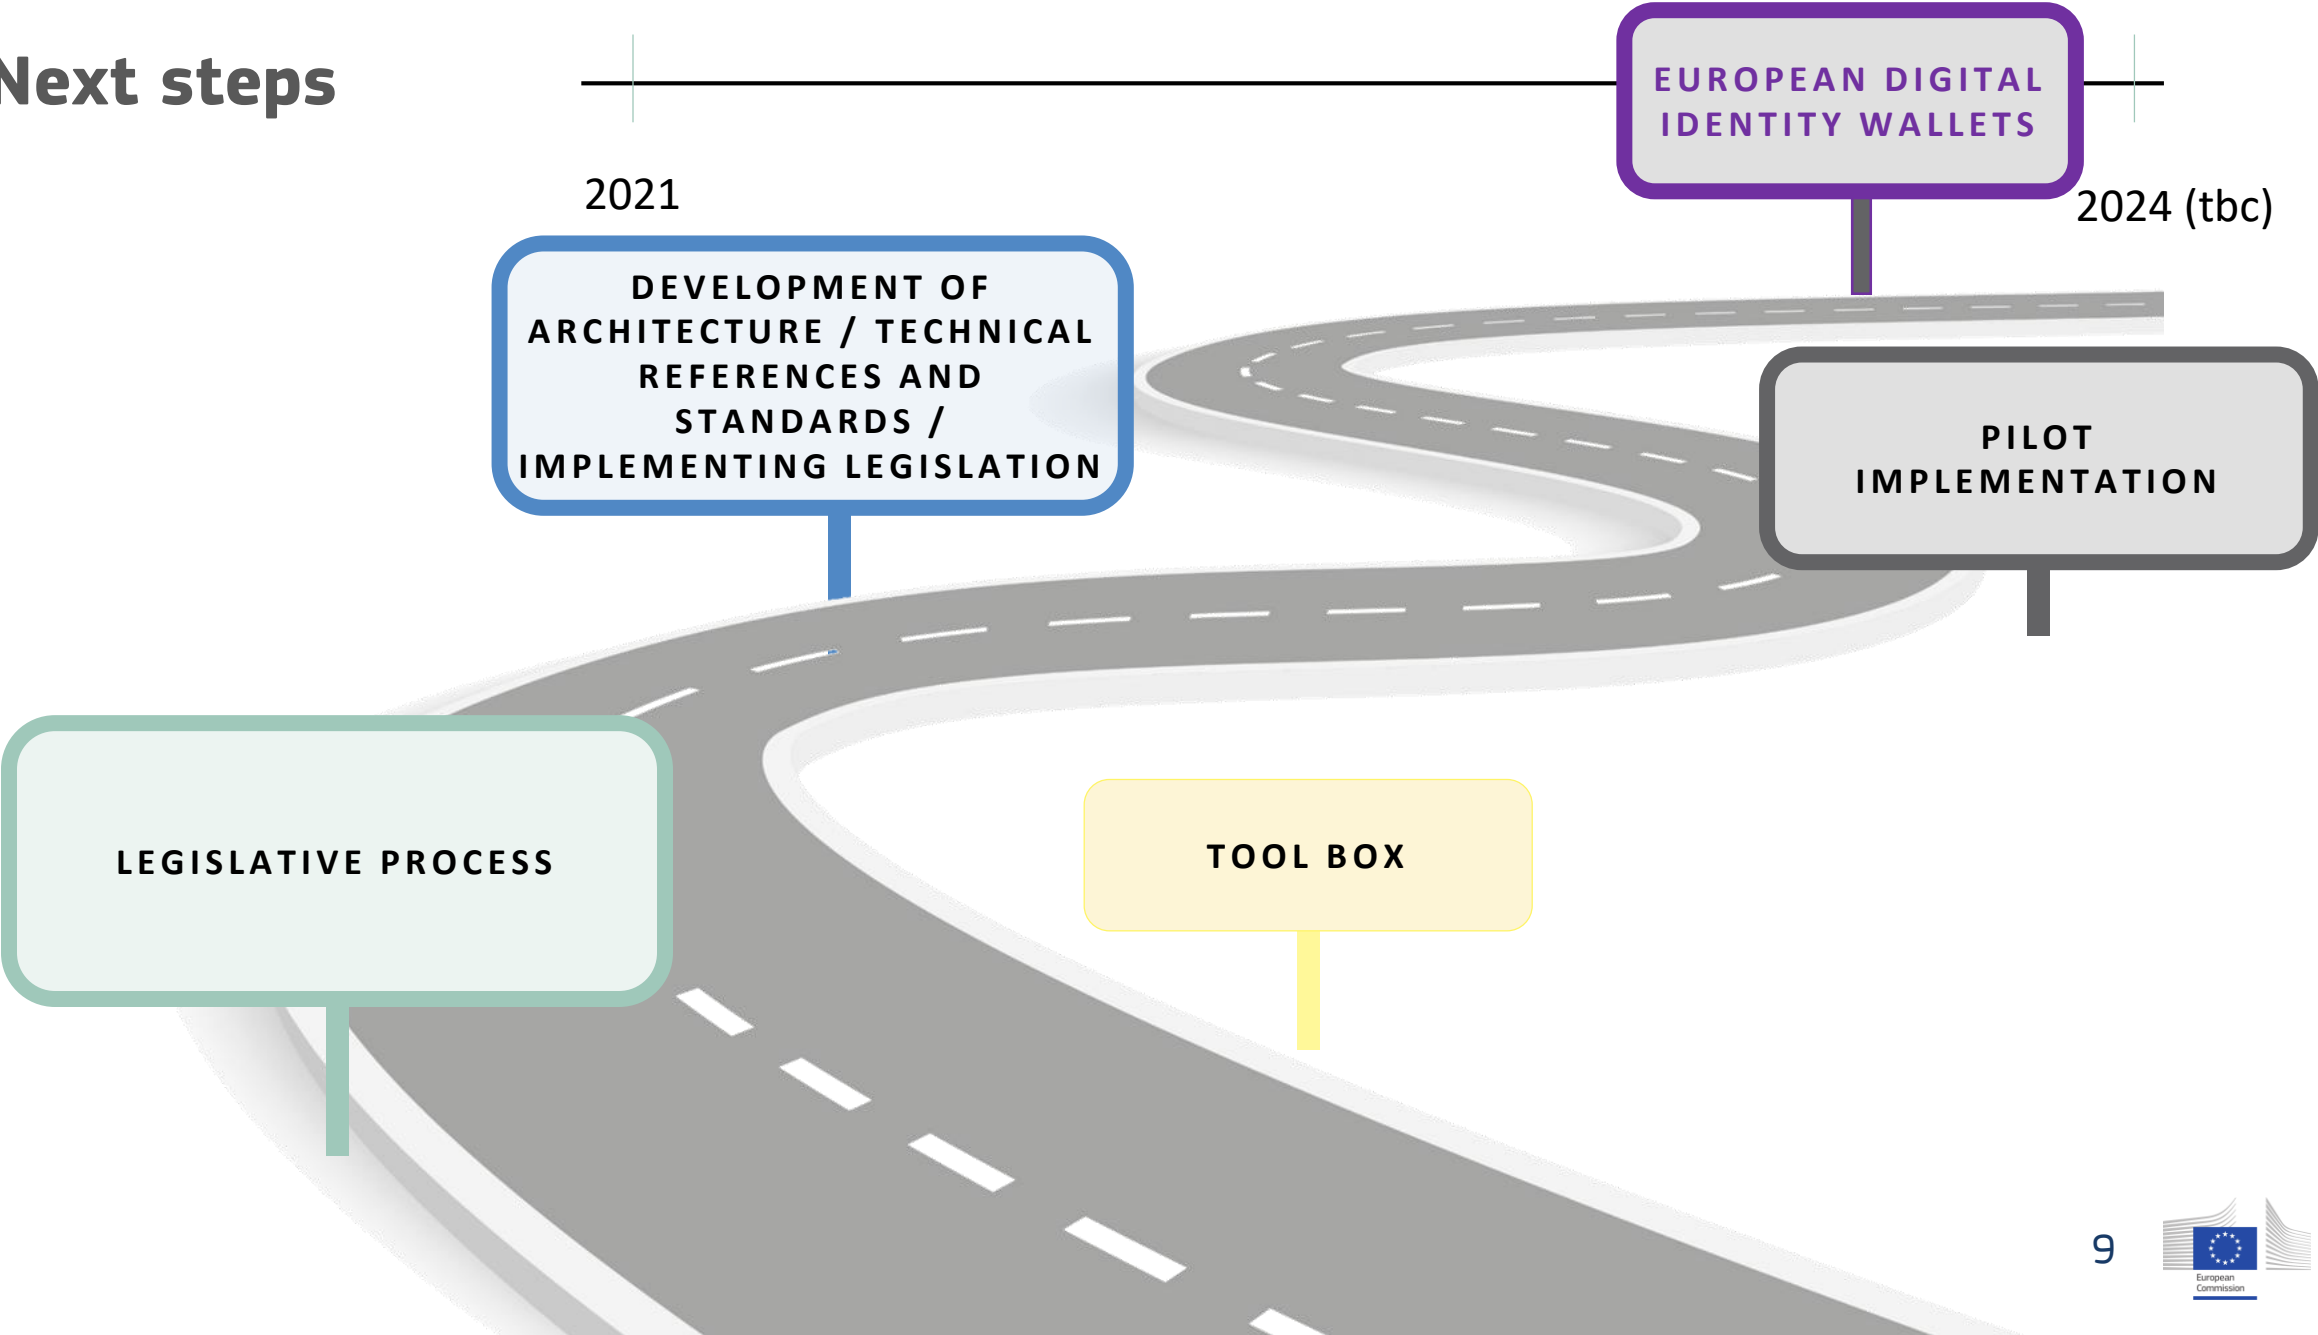 Next steps
EUROPEAN DIGITAL
IDENTITY WALLETS
2021
2024 (tbc)
DEVELOPMENT OF
ARCHITECTURE / TECHNICAL
REFERENCES AND
STANDARDS /
IMPLEMENTING LEGISLATION
PILOT
IMPLEMENTATION
LEGISLATIVE PROCESS
TOOL BOX
9
European
Commission